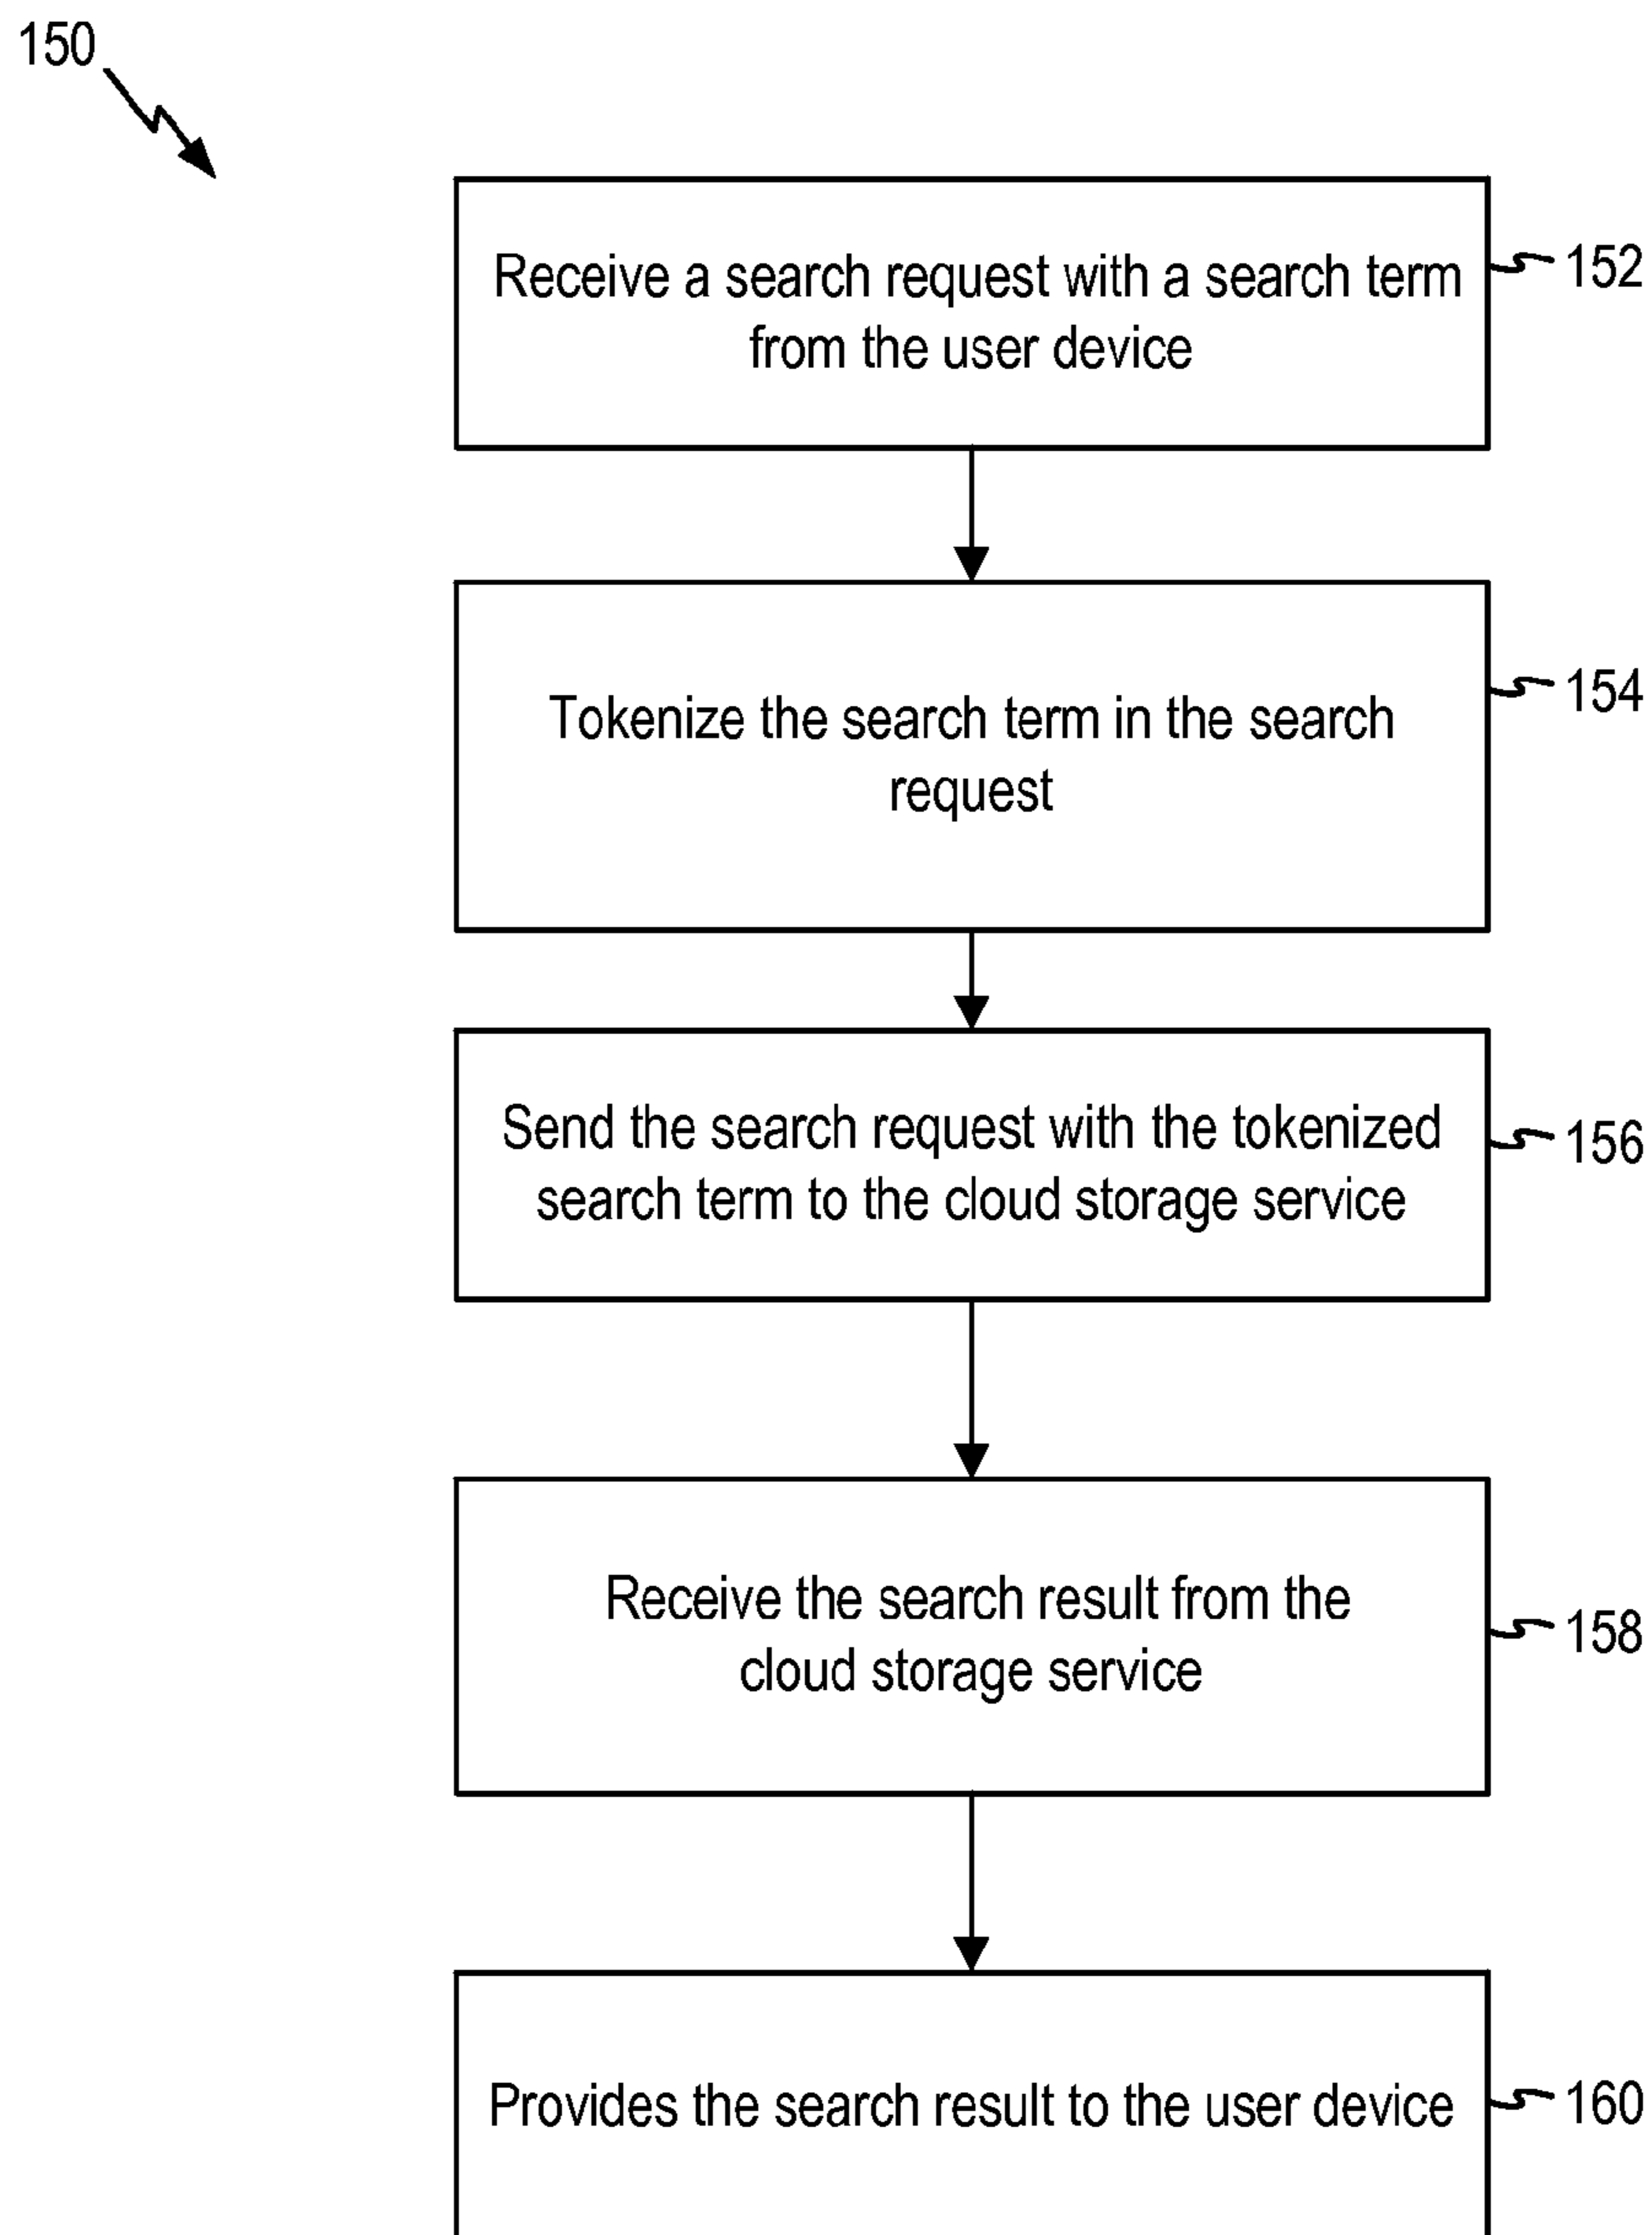 150
Receive a search request with a search term
from the user device
152
Tokenize the search term in the search
request
154
Send the search request with the tokenized
search term to the cloud storage service
156
Receive the search result from the
cloud storage service
158
Provides the search result to the user device
160